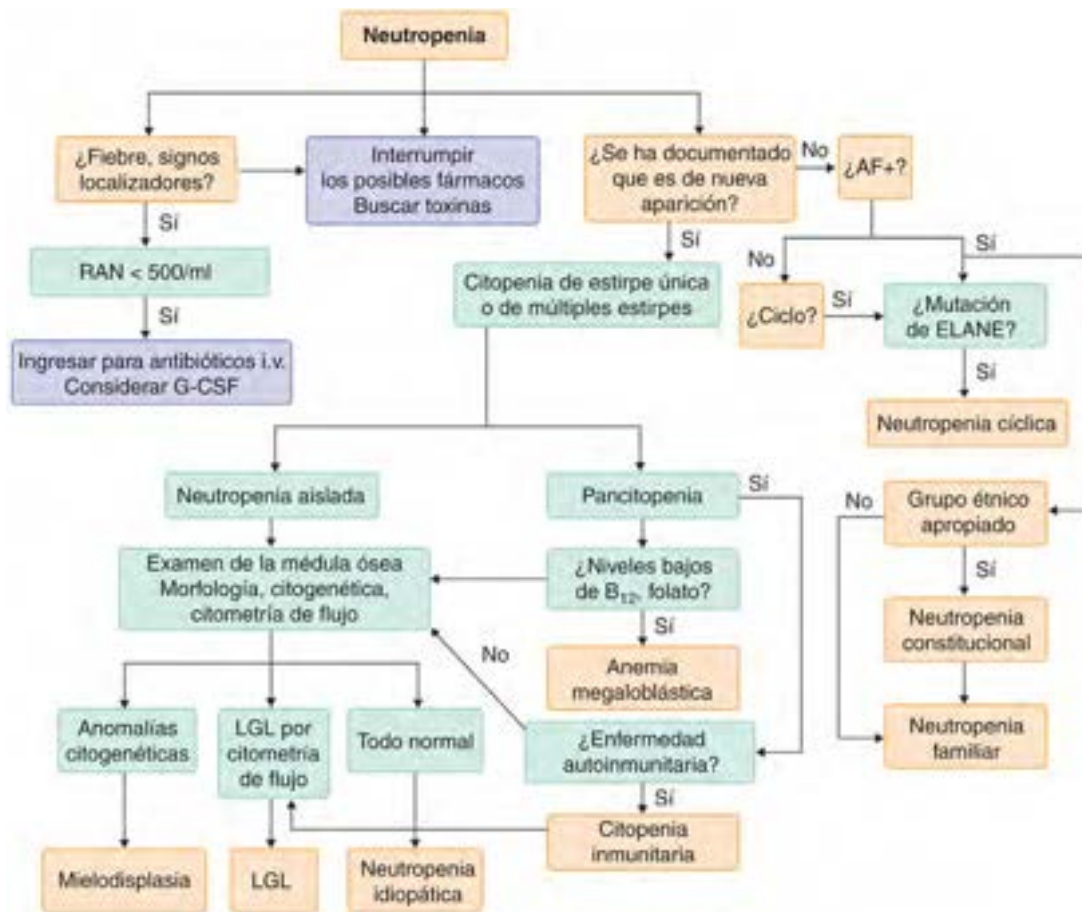 Neutropenia
¿Fiebre, signos
localizadores?
Interrumpir
los posibles fármacos
Buscar toxinas
¿Se ha documentado
que es de nueva
aparición?
No
¿AF+?
Sí
RAN < 500/ml
Sí
Ingresar para antibióticos i.v.
Considerar G-CSF
Sí
Citopenia de estirpe única
o de múltiples estirpes
No
Sí
¿Ciclo?
Sí
¿Mutación
de ELANE?
Sí
Neutropenia cíclica
Neutropenia aislada
Pancitopenia
Sí
No
Grupo étnico
apropiado
Examen de la médula ósea
Morfología, citogenética,
citometría de flujo
¿Niveles bajos
de B12, folato?
Sí
Neutropenia
constitucional
Sí
No
Anemia
megaloblástica
Neutropenia
familiar
Anomalías
citogenéticas
LGL por
citometría
de flujo
Todo normal
¿Enfermedad
autoinmunitaria?
Sí
Citopenia
inmunitaria
Mielodisplasia
LGL
Neutropenia
idiopática